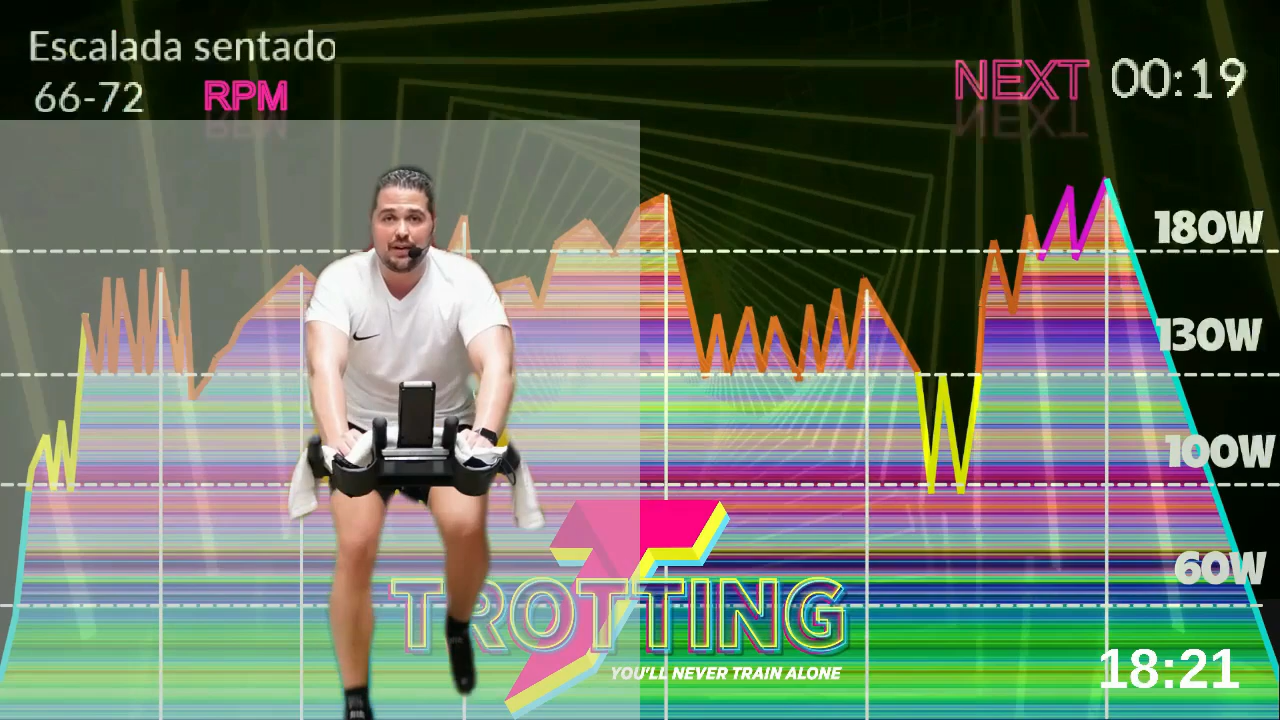 Escalada sentado
66-72 RPM
NEXT 00:19
180W
130W
100W
60W
TROTTING
YOU'LL NEVER TRAIN ALONE
18:21